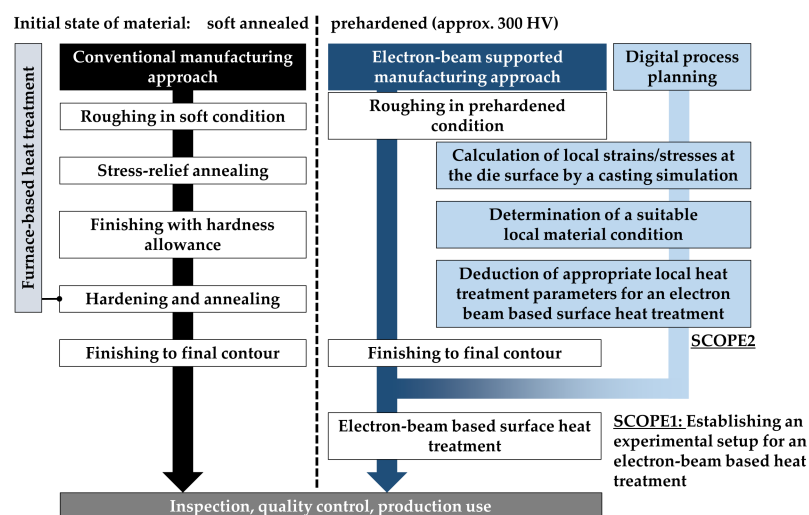 Initial state of material: soft annealed
prehardened (approx. 300 HV)
Furnace-based heat treatment
Conventional manufacturing
approach
Roughing in soft condition
Stress-relief annealing
Finishing with hardness
allowance
Hardening and annealing
Finishing to final contour
Electron-beam supported
manufacturing approach
Roughing in prehardened
condition
Digital process
planning
Calculation of local strains/stresses at
the die surface by a casting simulation
Determination of a suitable
local material condition
Deduction of appropriate local heat
treatment parameters for an electron
beam based surface heat treatment
SCOPE2
Finishing to final contour
Electron-beam based surface heat
treatment
SCOPE1: Establishing an
experimental setup for an
electron-beam based heat
treatment
Inspection, quality control, production use